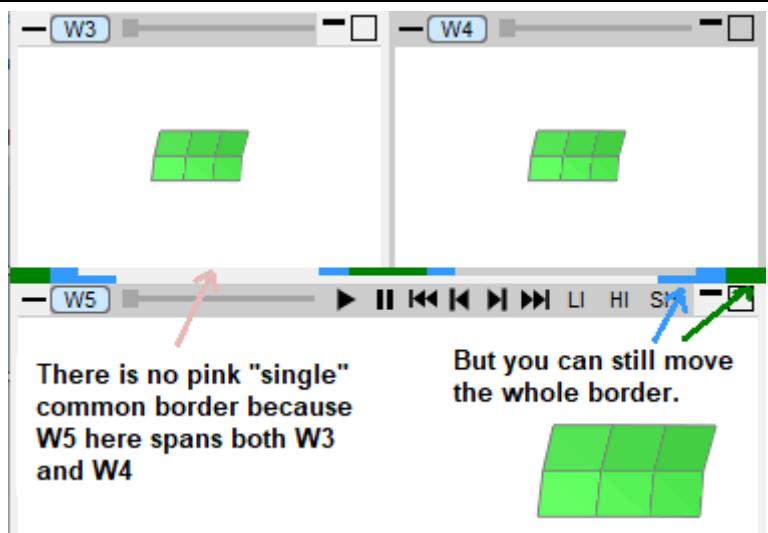 W3
W4
W5 LI HI
There is no pink "single"
common border because
W5 here spans both W3
and W4
But you can still move
the whole border.